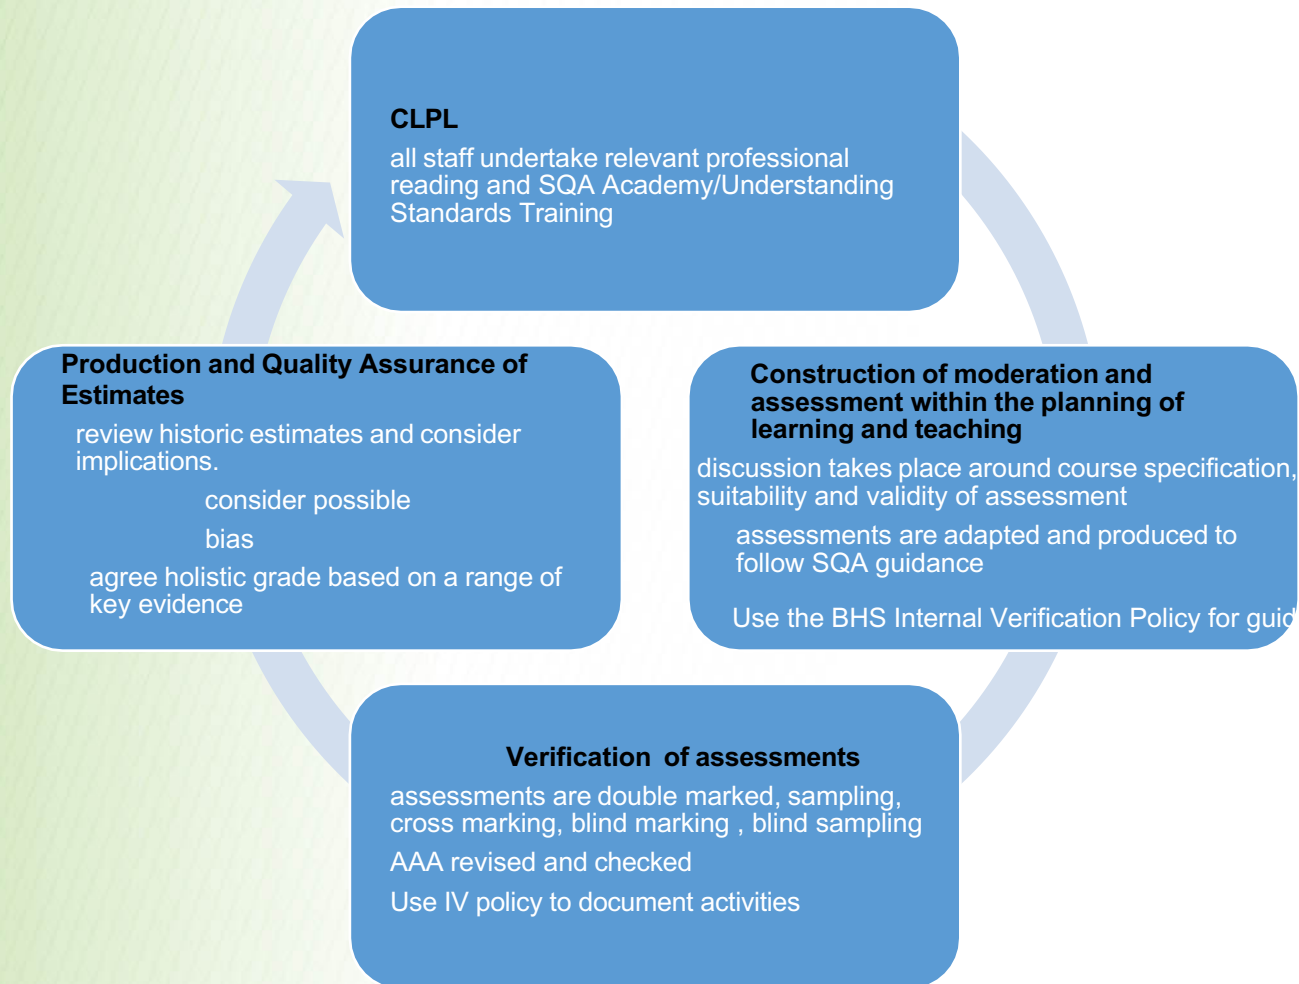 CLPL
all staff undertake relevant professional
reading and SQA Academy/Understanding
Standards Training
Construction of moderation and
assessment within the planning of
learning and teaching
discussion takes place around course specification,
suitability and validity of assessment
assessments are adapted and produced to
follow SQA guidance
Use the BHS Internal Verification Policy for guid
Verification of assessments
assessments are double marked, sampling,
cross marking, blind marking , blind sampling
AAA revised and checked
Use IV policy to document activities
Production and Quality Assurance of
Estimates
review historic estimates and consider
implications.
consider possible
bias
agree holistic grade based on a range of
key evidence